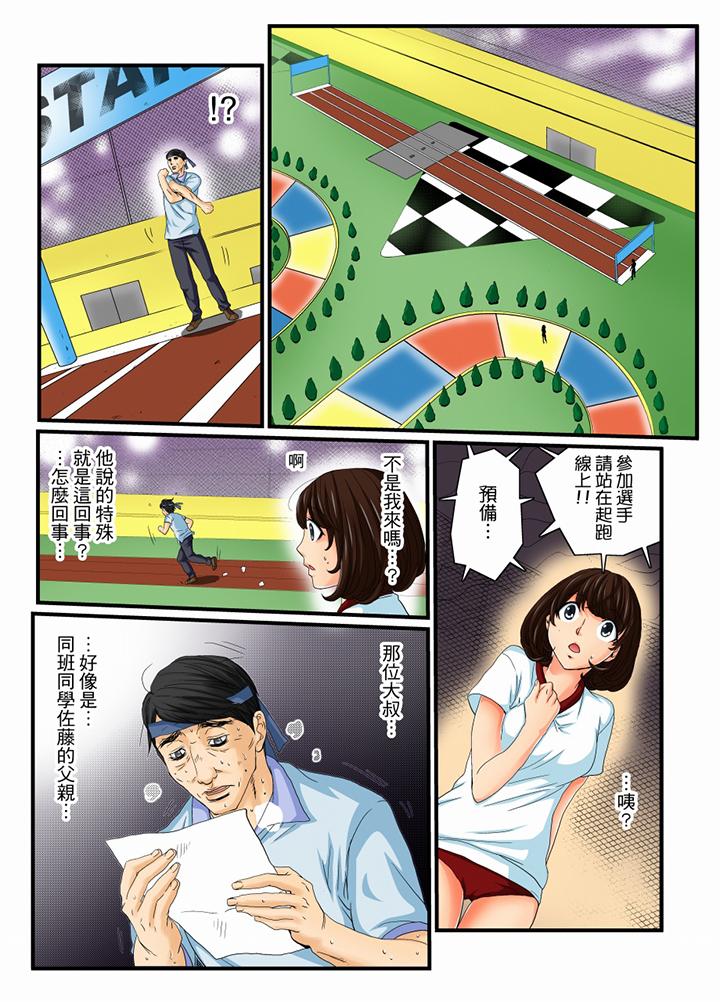 START
!?
參加選手
請站在起跑
線上!!
預備…
…咦?
不是我來嗎…?
啊
他說的特殊
就是這回事?
…怎麼回事…
那位大叔…
…好像是…
同班同學佐藤的父親…